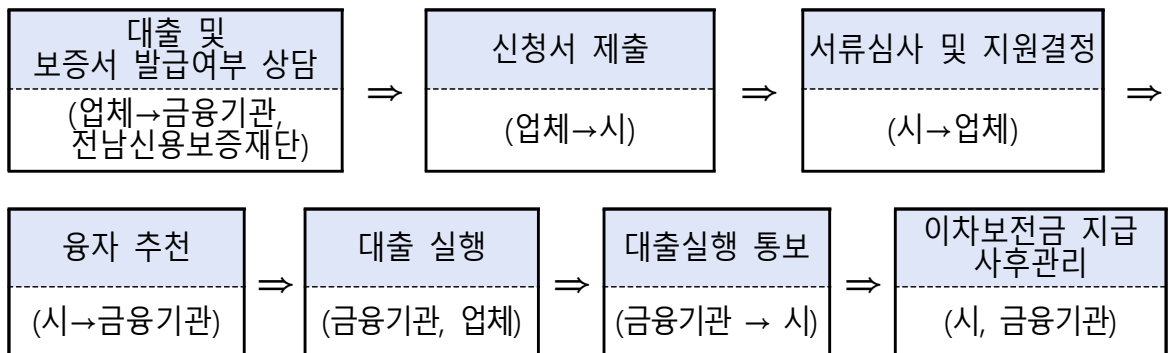 대출 및
보증서 발급여부 상담
(업체→금융기관,
전남신용보증재단)
⇒
신청서 제출
(업체→시)
⇒
서류심사 및 지원결정
(시→업체)
⇒
융자 추천
(시→금융기관)
⇒
대출 실행
(금융기관, 업체)
⇒
대출실행 통보
(금융기관 → 시)
⇒
이차보전금 지급
사후관리
(시, 금융기관)